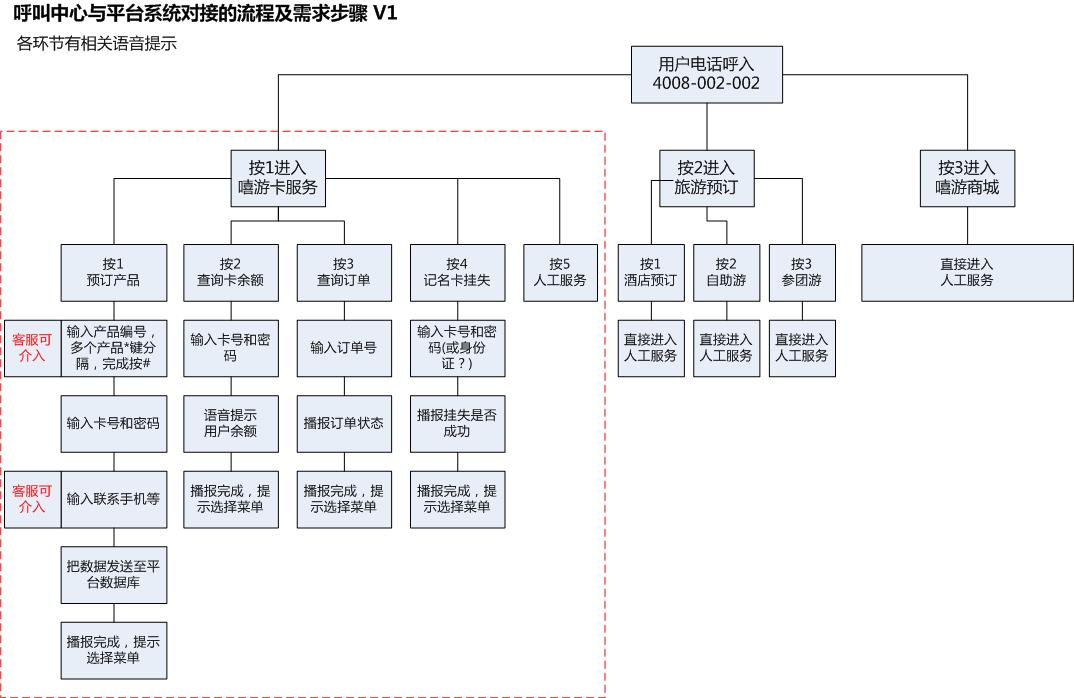 呼叫中心与平台系统对接的流程及需求步骤 V1
各环节有相关语音提示
用户电话呼入
4008-002-002
按1进入
嘻游卡服务
按2进入
旅游预订
按3进入
嘻游商城
按1
预订产品
按2
查询卡余额
按3
查询订单
按4
记名卡挂失
按5
人工服务
按1
酒店预订
按2
自助游
按3
参团游
直接进入
人工服务
客服可
介入
输入产品编号，
多个产品*键分
隔，完成按#
输入卡号和密
码
输入订单号
输入卡号和密
码(或身份
证？)
直接进入
人工服务
直接进入
人工服务
直接进入
人工服务
输入卡号和密码
语音提示
用户余额
播报订单状态
播报挂失是否
成功
客服可
介入
输入联系手机等
播报完成，提
示选择菜单
播报完成，提
示选择菜单
播报完成，提
示选择菜单
把数据发送至平
台数据库
播报完成，提示
选择菜单